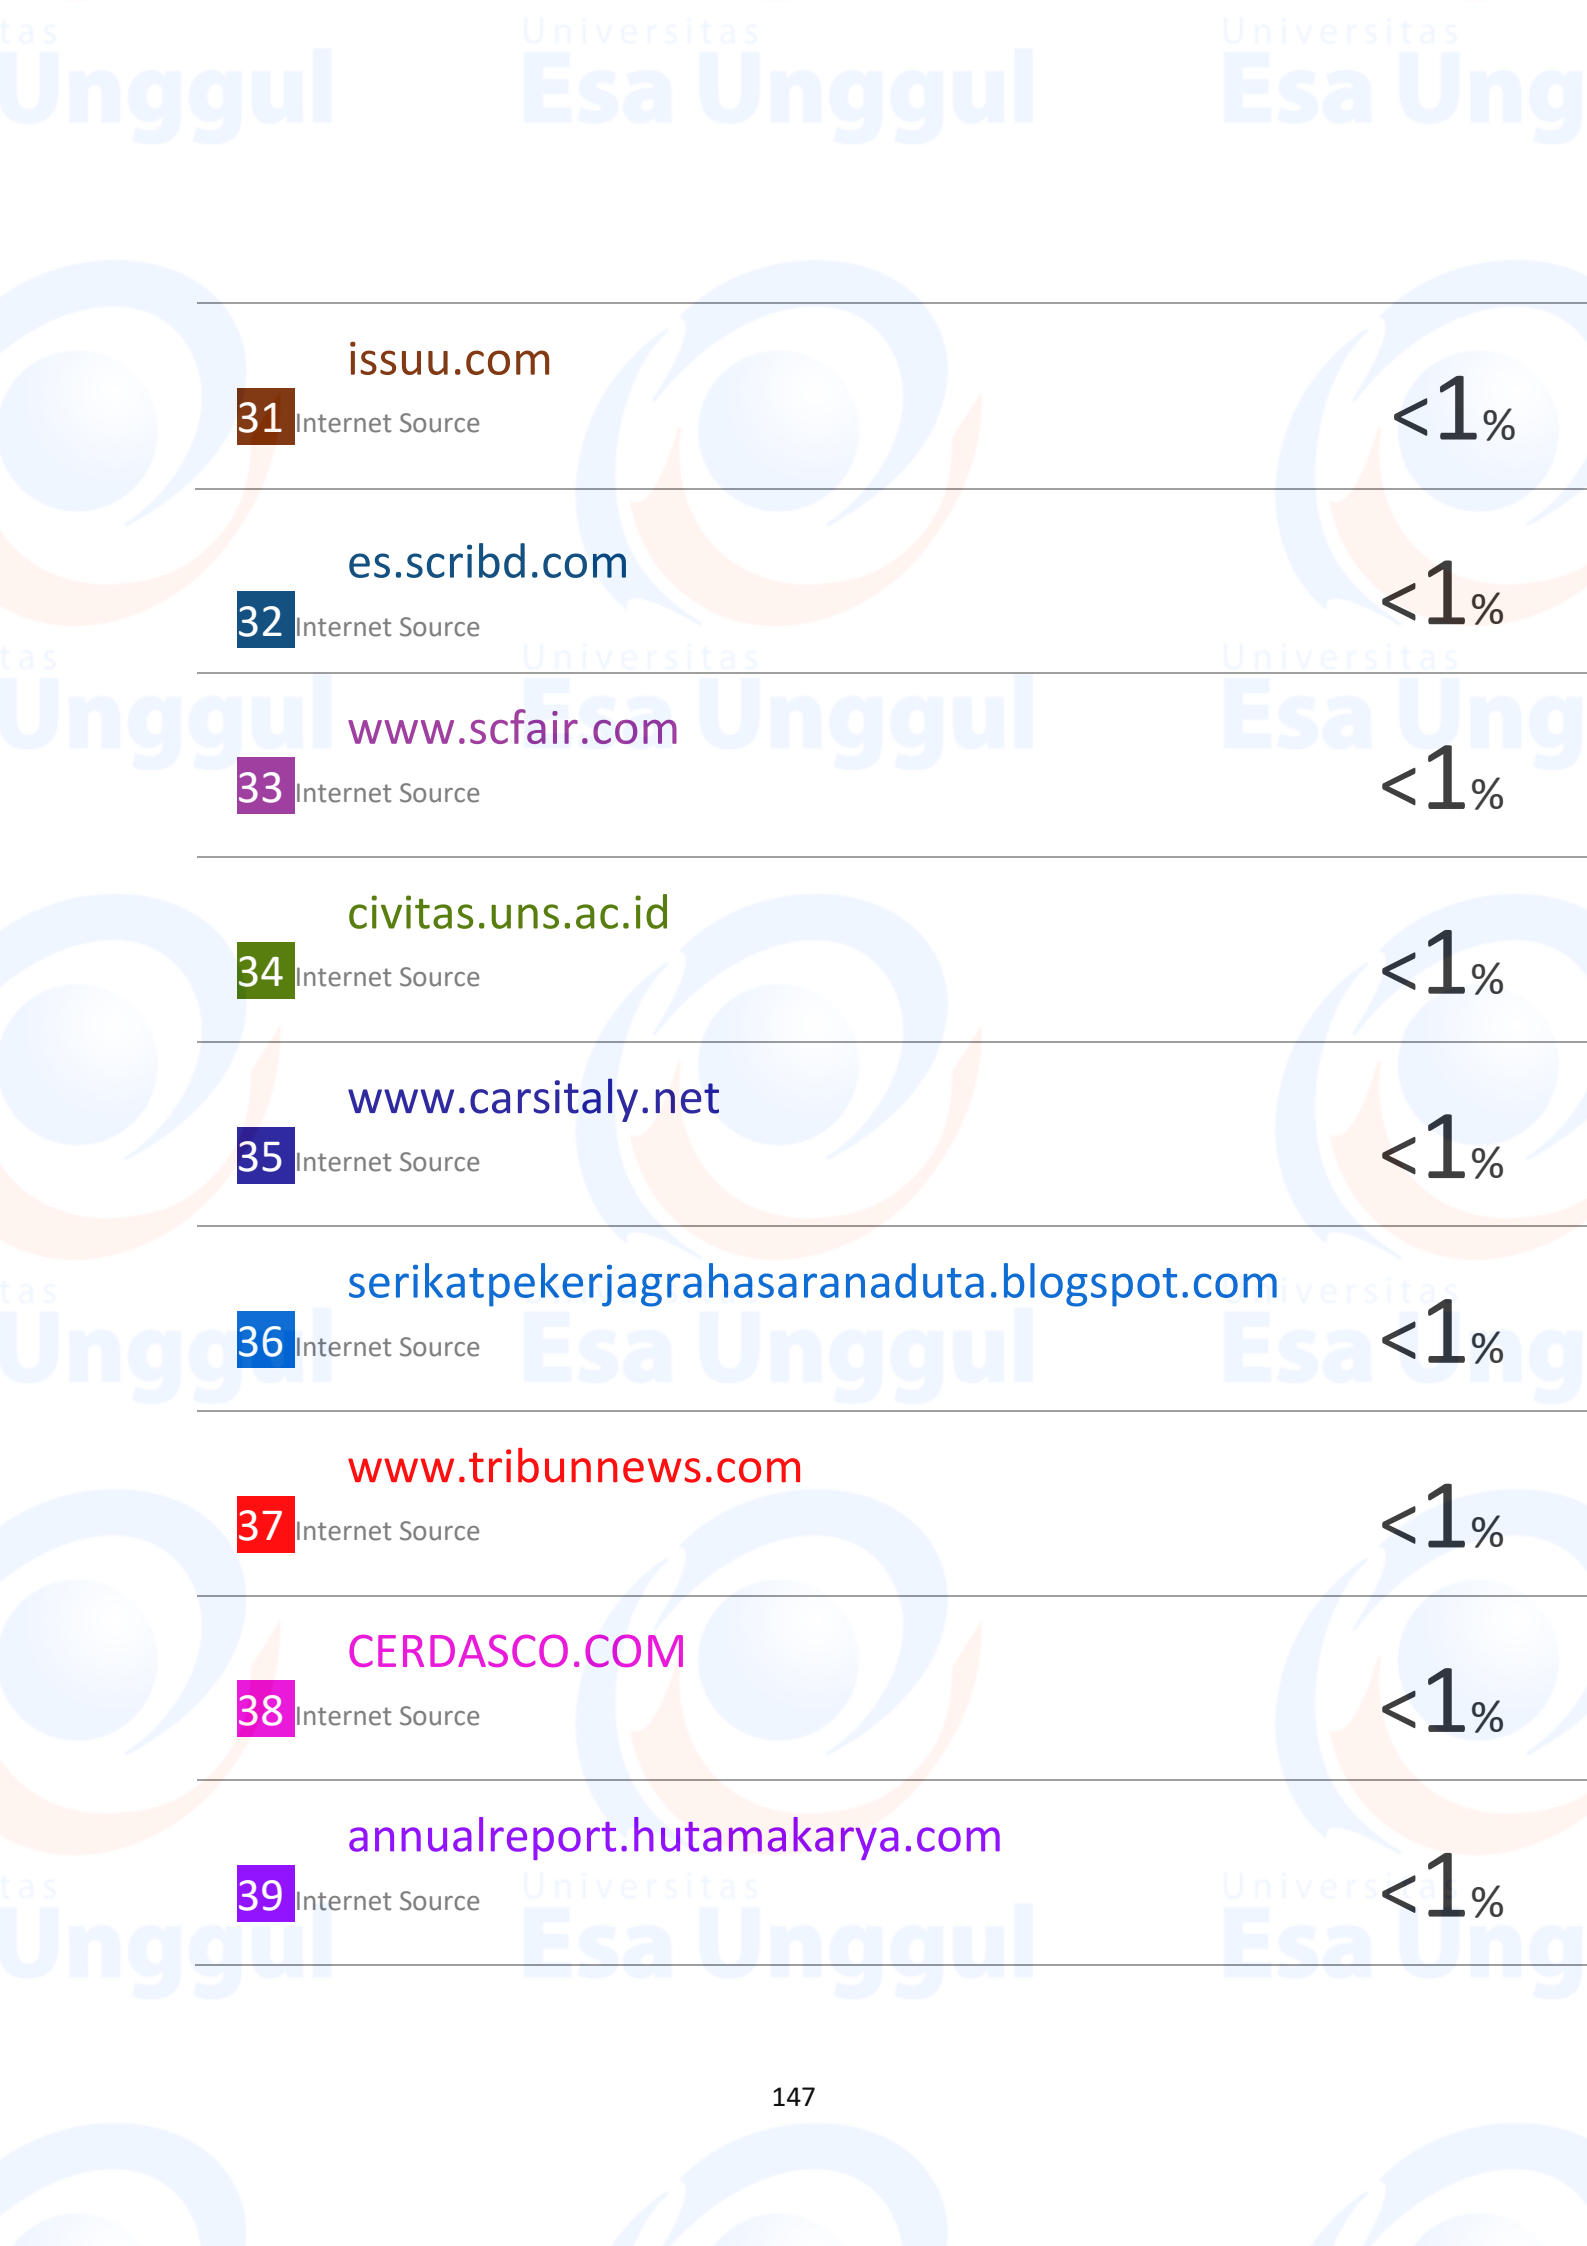 Universitas
Esa Unggul
issuu.com
31 Internet Source
<1%
es.scribd.com
32 Internet Source
<1%
www.scfair.com
33 Internet Source
<1%
civitas.uns.ac.id
34 Internet Source
<1%
www.carsitaly.net
35 Internet Source
<1%
serikatpekerjagrahasaranaduta.blogspot.com
36 Internet Source
<1%
www.tribunnews.com
37 Internet Source
<1%
CERDASCO.COM
38 Internet Source
<1%
annualreport.hutamakarya.com
39 Internet Source
<1%
147